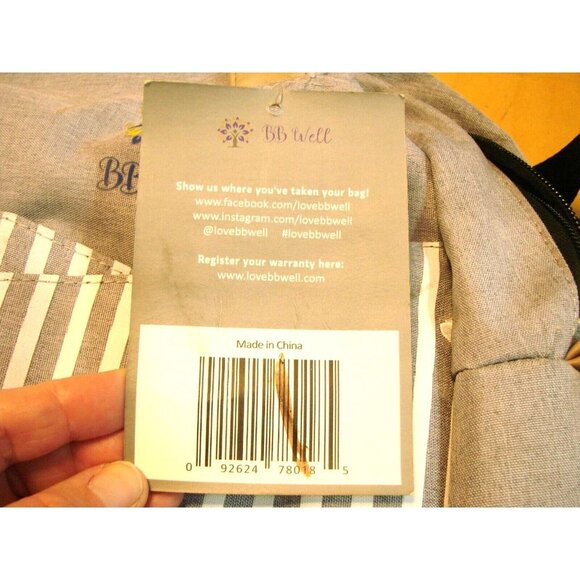 BB Well
BB
Show us where you've taken your bag!
www.facebook.com/lovebbwell
www.instagram.com/lovebbwell
@lovebbwell #lovebbwell
Register your warranty here:
www.lovebbwell.com
Made in China
0 92624 78018 5